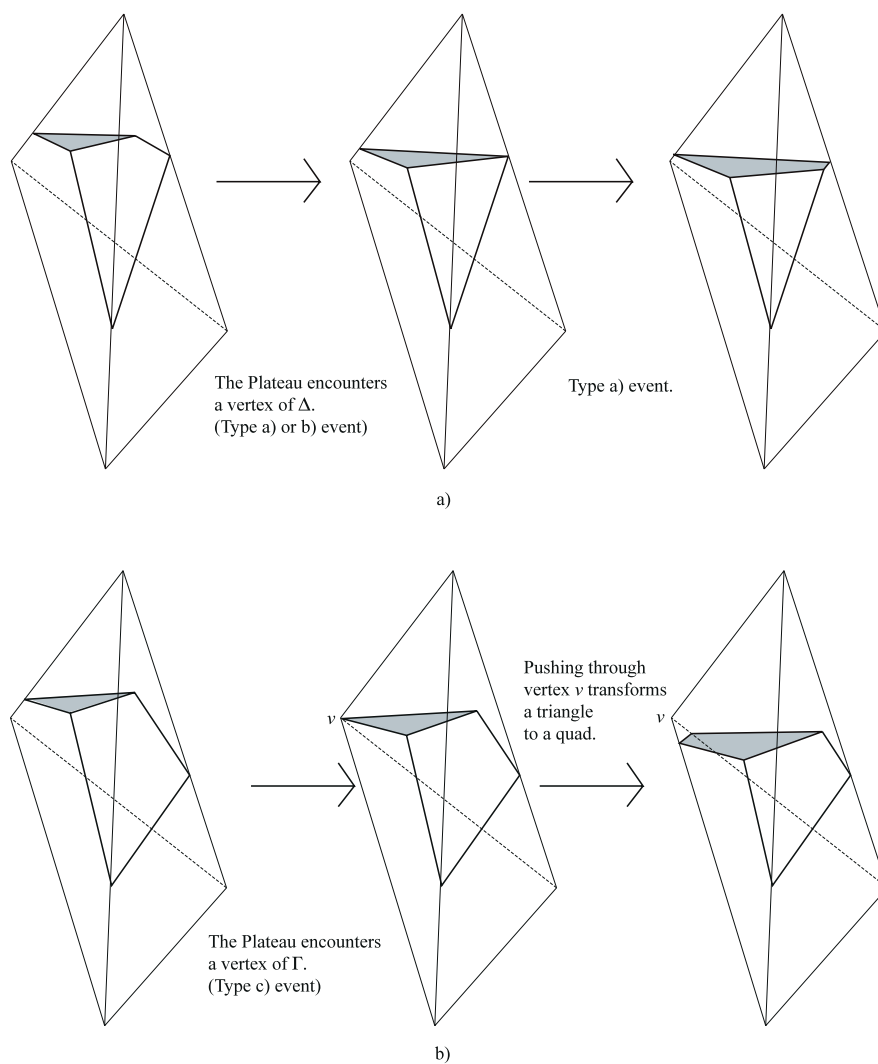 The Plateau encounters
a vertex of Δ.
(Type a) or b) event)
Type a) event.
a)
Pushing through
vertex v transforms
a triangle
to a quad.
v
v
The Plateau encounters
a vertex of Γ.
(Type c) event)
b)